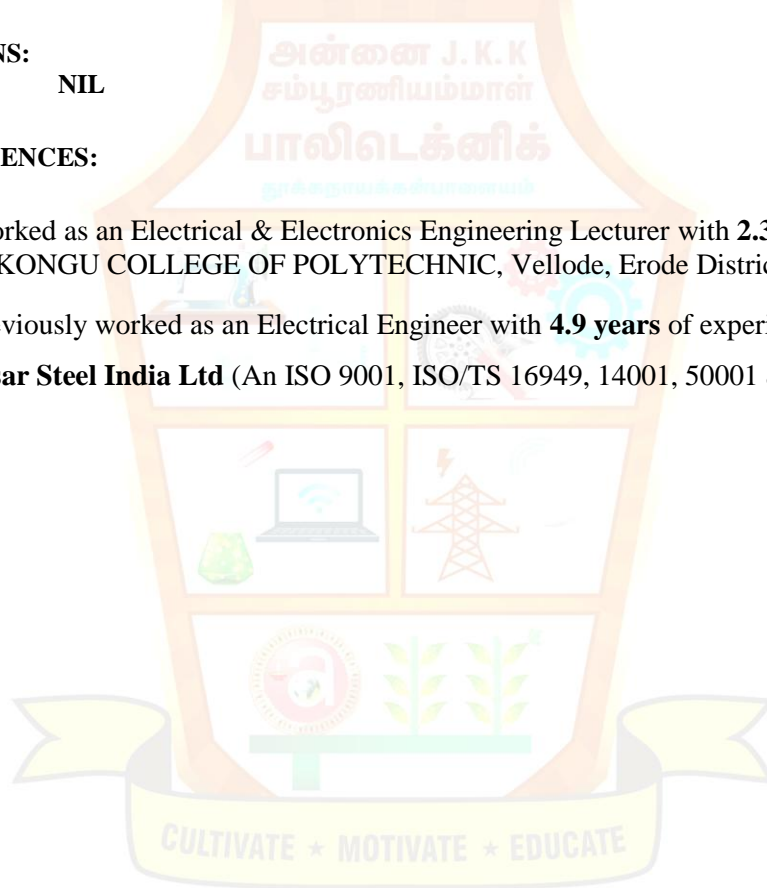 அன்னை J.K.K
சம்பூரணியம்மாள்
பாலிடெக்னிக்
NS:
NIL
ENCES:
orked as an Electrical & Electronics Engineering Lecturer with 2.3
KONGU COLLEGE OF POLYTECHNIC, Vellode, Erode Distric
eviously worked as an Electrical Engineer with 4.9 years of experi
sar Steel India Ltd (An ISO 9001, ISO/TS 16949, 14001, 50001
a
CULTIVATE ★ MOTIVATE ★ EDUCATE